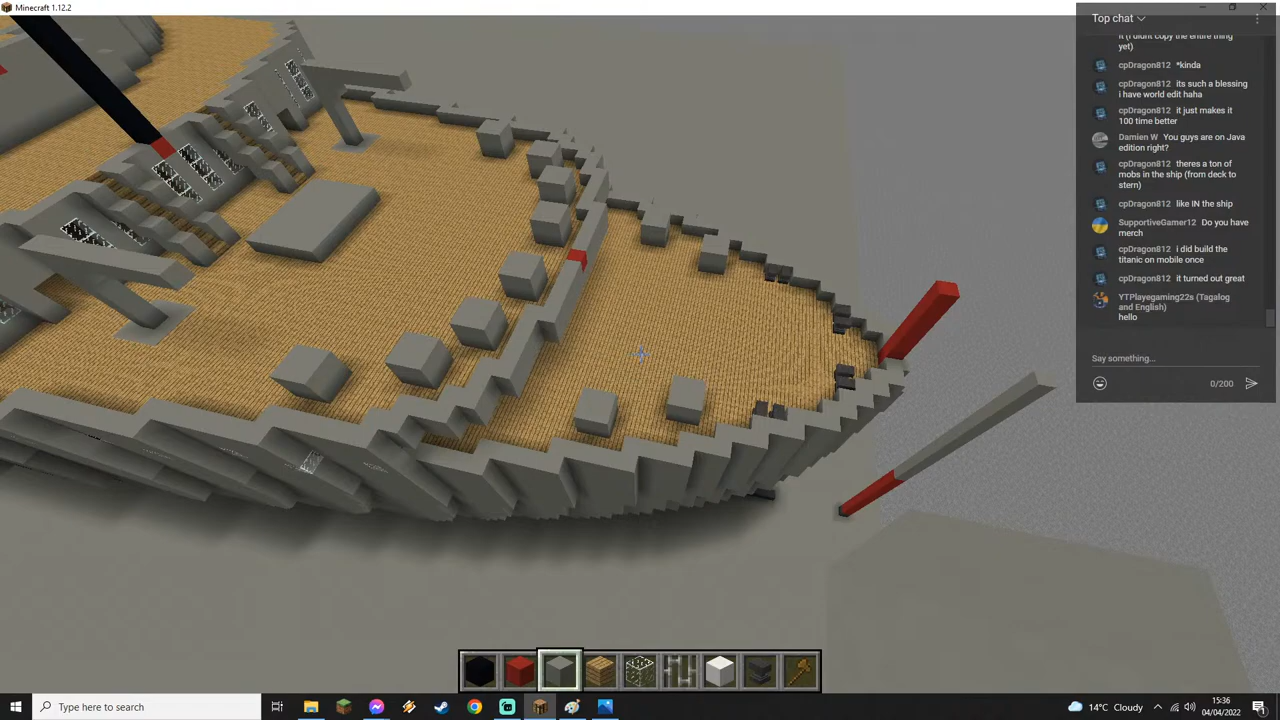 Minecraft 1.12.2
Top chat
it (i didnt copy the entire thing
yet)
cpDragon812 *kinda
cpDragon812 its such a blessing
i have world edit haha
cpDragon812 it just makes it
100 time better
Damien W You guys are on Java
edition right?
cpDragon812 theres a ton of
mobs in the ship (from deck to
stern)
cpDragon812 like IN the ship
SupportiveGamer12 Do you have
merch
cpDragon812 i did build the
titanic on mobile once
cpDragon812 it turned out great
YTPlayegaming22s (Tagalog
and English)
hello
Say something...
0/200
Type here to search
14°C Cloudy
15:36
04/04/2022
1